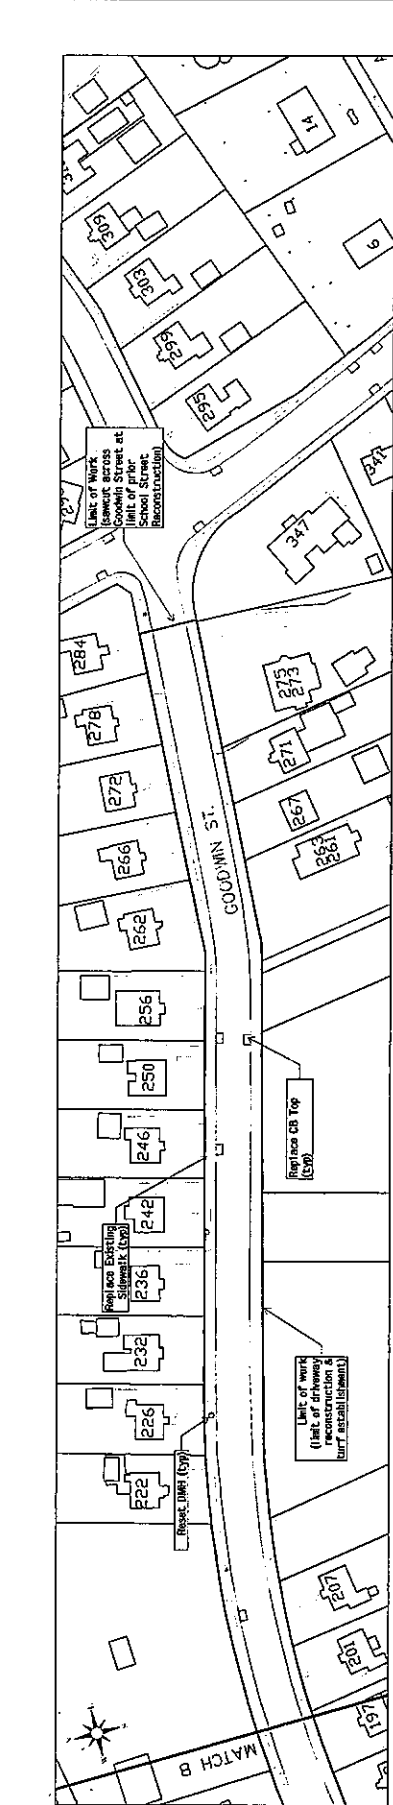 14
309
6
303
299
295
Limit of Work
(sawcut across
Goodwin Street at
limit of prior
School Street
Reconstruction)
347
284
275
273
278
271
272
267
266
263
261
262
GOODWIN ST.
256
250
Replace CB Top
(typ)
246
242
Replace Existing
Sidewalk (typ)
236
232
Limit of work
(limit of driveway
reconstruction &
turf establishment)
226
Reset DMH (typ)
222
207
201
197
MATCH B